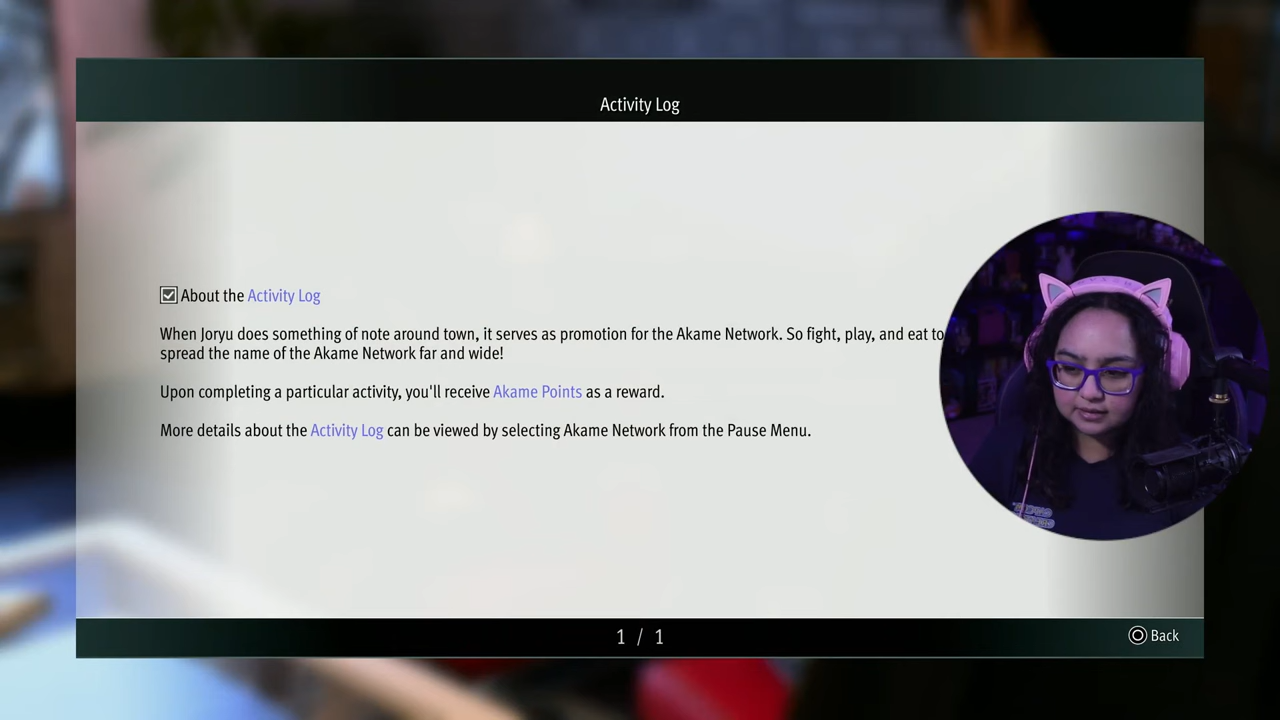 Activity Log
About the Activity Log
When Joryu does something of note around town, it serves as promotion for the Akame Network. So fight, play, and eat to
spread the name of the Akame Network far and wide!
Upon completing a particular activity, you'll receive Akame Points as a reward.
More details about the Activity Log can be viewed by selecting Akame Network from the Pause Menu.
1 / 1
Back